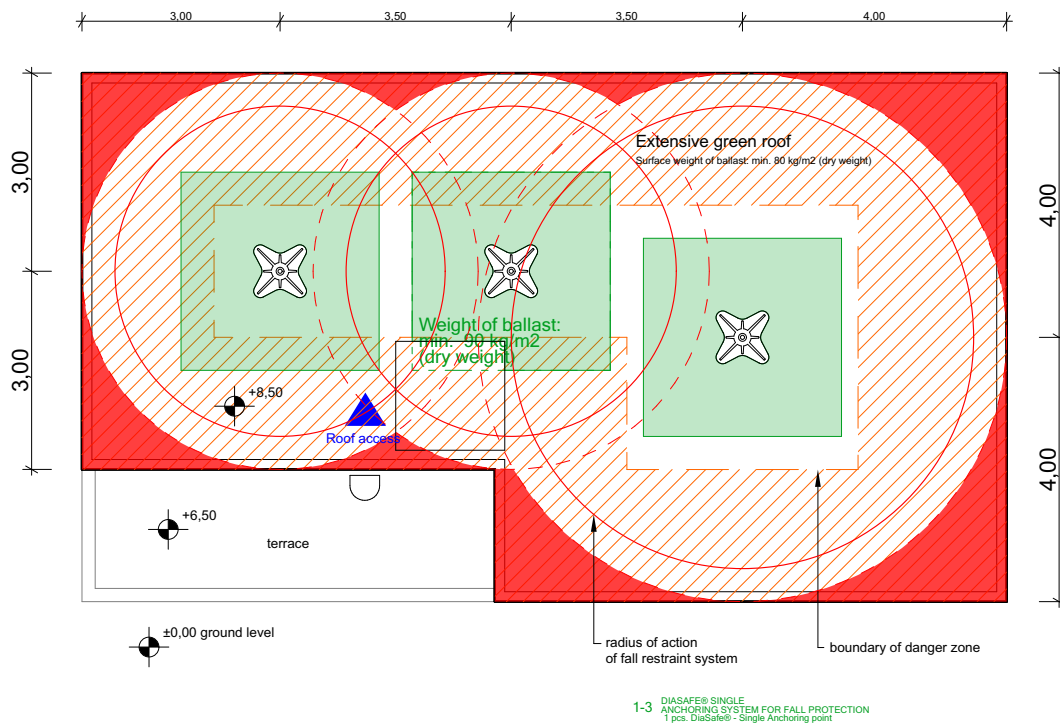 3,00 3,50 3,50 4,00
3,00
4,00
Extensive green roof
Surface weight of ballast: min. 80 kg/m2 (dry weight)
Weight of ballast:
min. 90 kg/m2
(dry weight)
3,00
+8,50
Roof access
4,00
+6,50
terrace
±0,00 ground level
radius of action
of fall restraint system
boundary of danger zone
1-3
DIASAFE® SINGLE
ANCHORING SYSTEM FOR FALL PROTECTION
1 pcs. DiaSafe® - Single Anchoring point